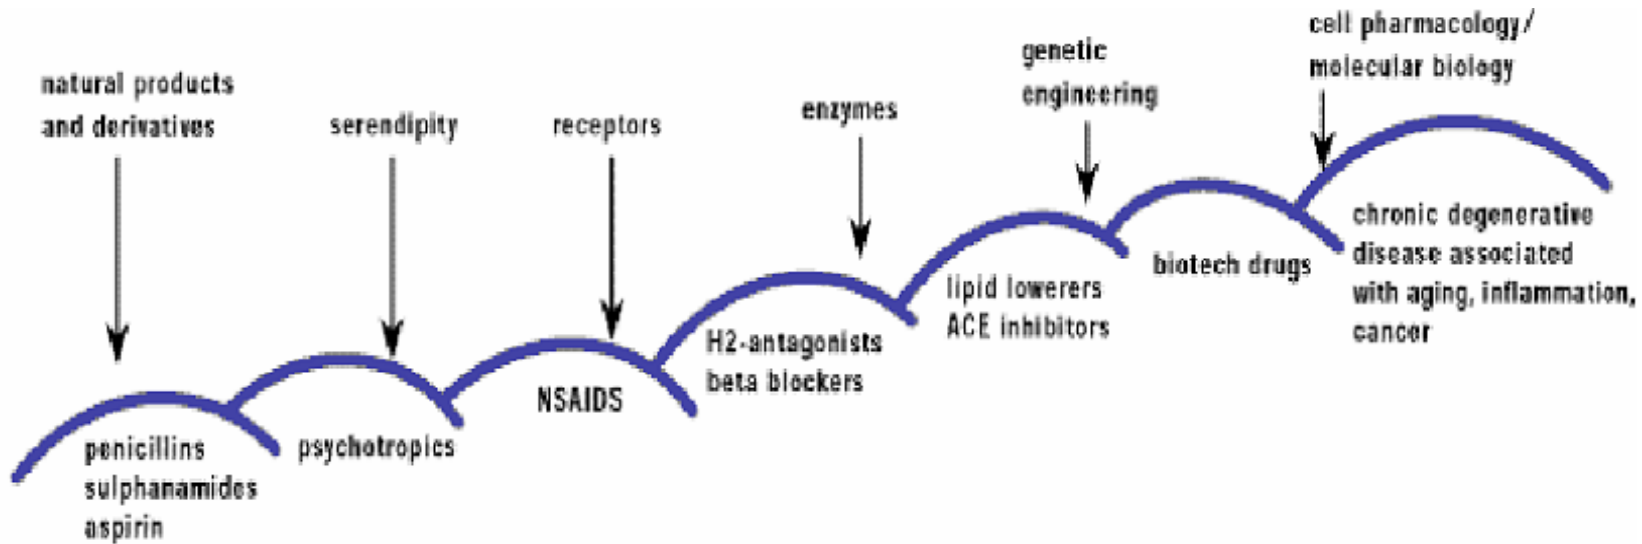 natural products
and derivatives
serendipity
receptors
enzymes
genetic
engineering
cell pharmacology/
molecular biology
penicillins
sulphanamides
aspirin
psychotropics
NSAIDS
H2-antagonists
beta blockers
lipid lowerers
ACE inhibitors
biotech drugs
chronic degenerative
disease associated
with aging, inflammation,
cancer